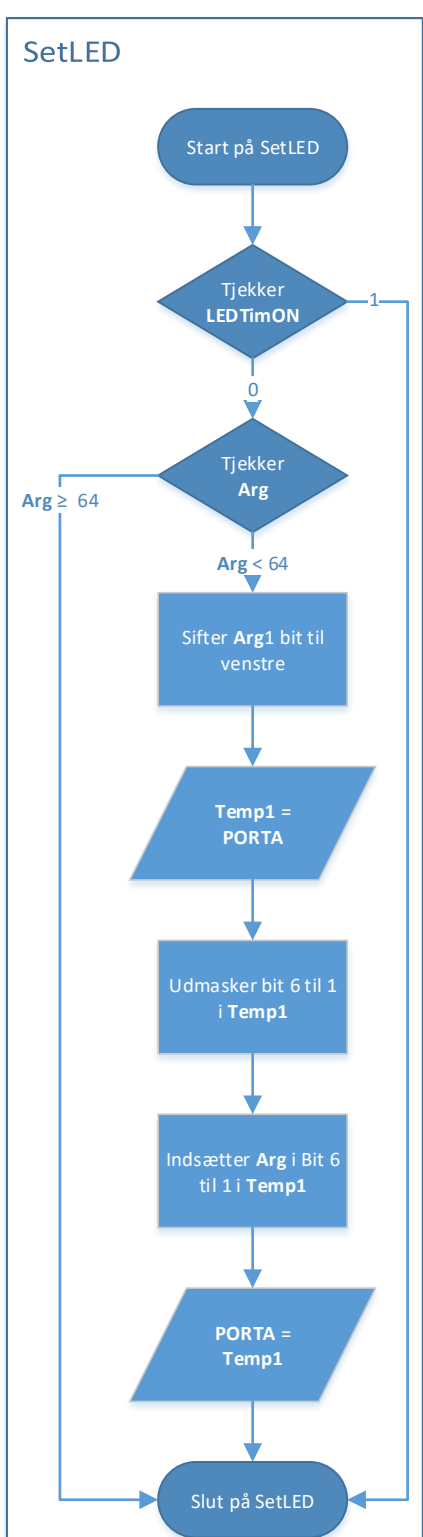 SetLED
Start på SetLED
Tjekker
LEDTimON
1
0
Tjekker
Arg
Arg ≥ 64
Arg < 64
Sifter Arg1 bit til
venstre
Temp1 =
PORTA
Udmasker bit 6 til 1
i Temp1
Indsætter Arg i Bit 6
til 1 i Temp1
PORTA =
Temp1
Slut på SetLED